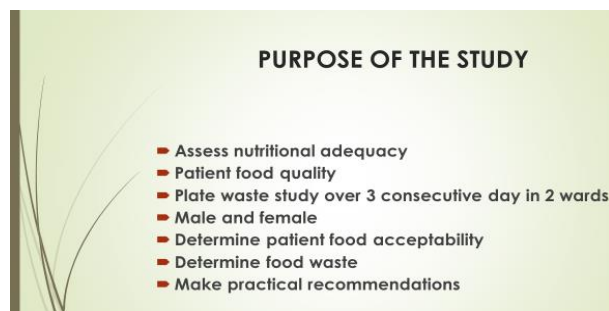 PURPOSE OF THE STUDY
Assess nutritional adequacy
Patient food quality
Plate waste study over 3 consecutive day in 2 wards
Male and female
Determine patient food acceptability
Determine food waste
Make practical recommendations